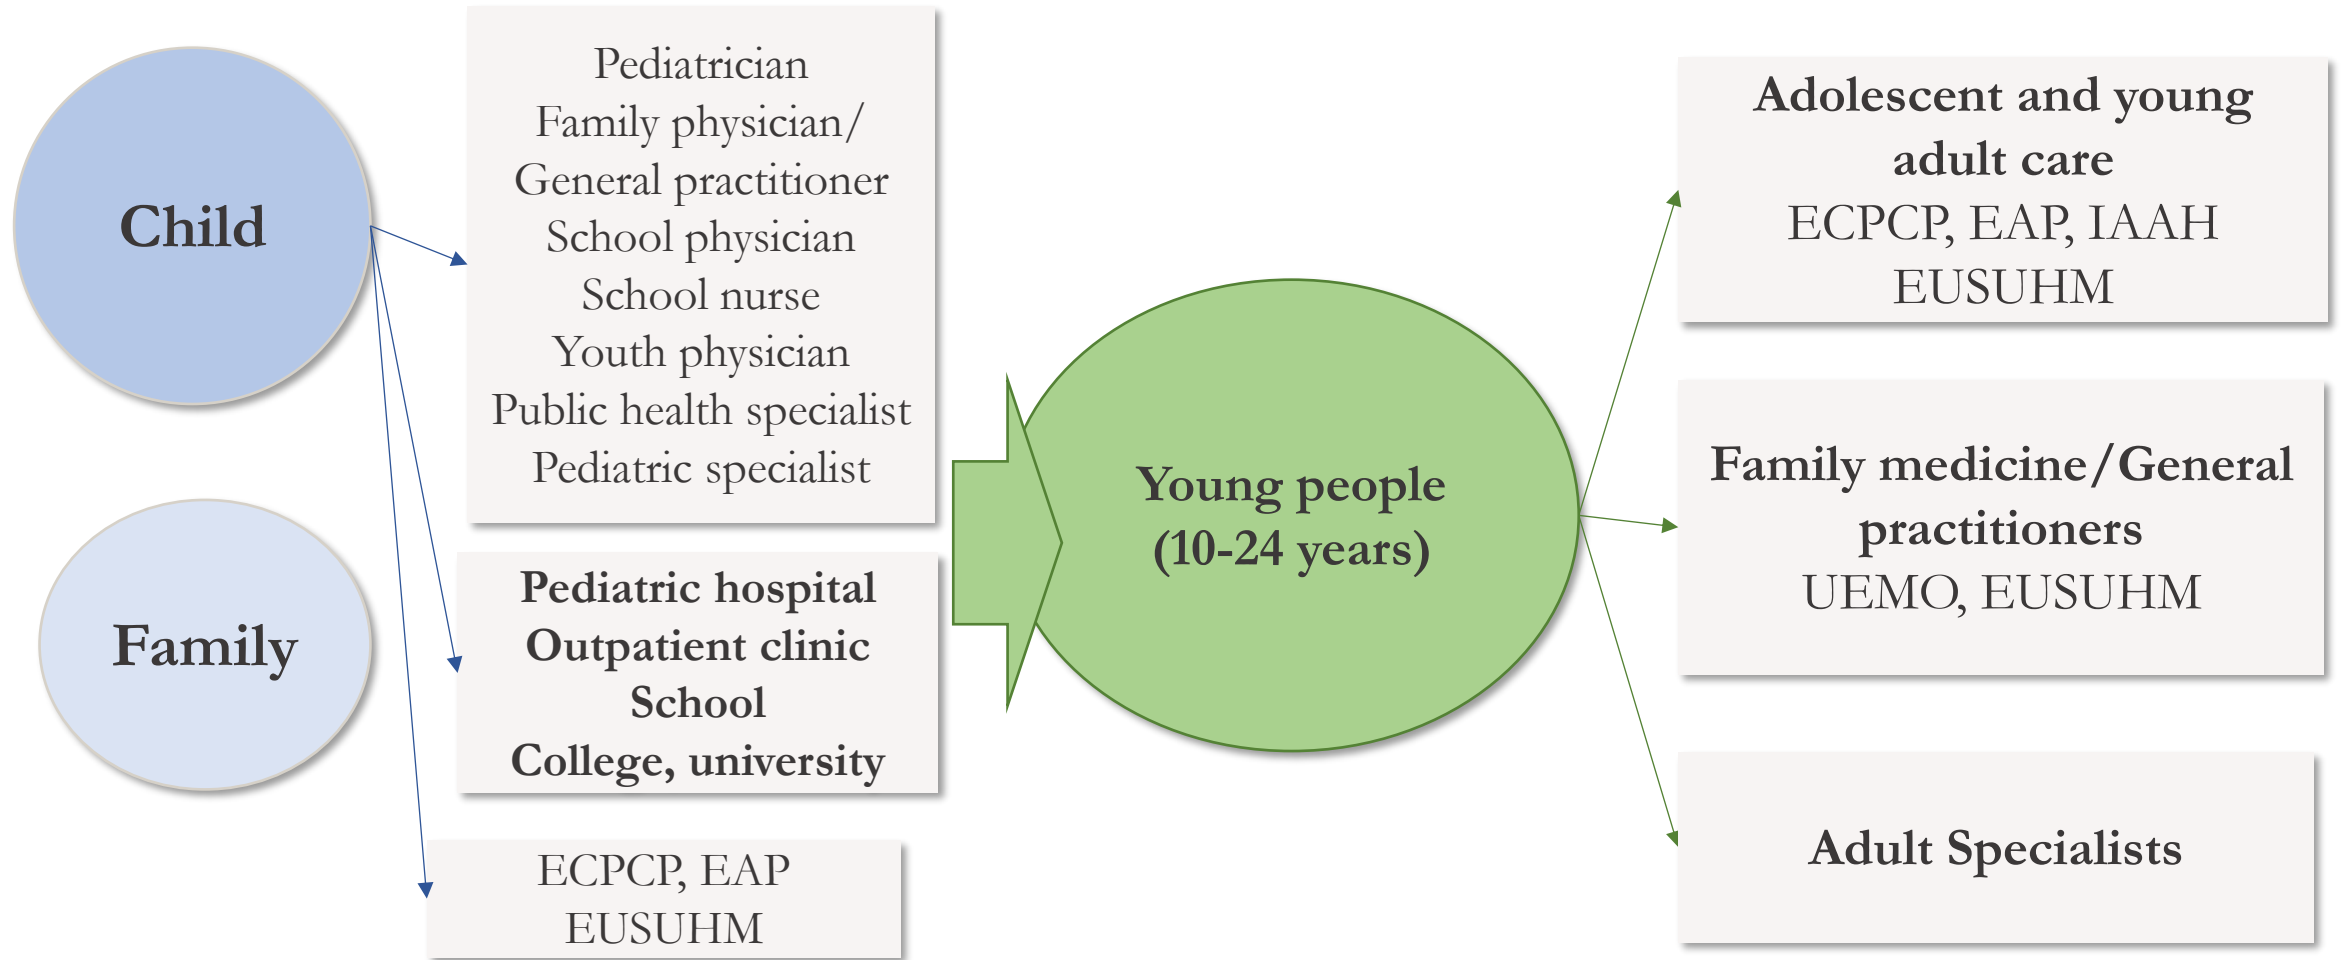 Child
Family
Pediatrician
Family physician/
General practitioner
School physician
School nurse
Youth physician
Public health specialist
Pediatric specialist
Pediatric hospital
Outpatient clinic
School
College, university
ECPCP, EAP
EUSUHM
Young people
(10-24 years)
Adolescent and young
adult care
ECPCP, EAP, IAAH
EUSUHM
Family medicine/General
practitioners
UEMO, EUSUHM
Adult Specialists